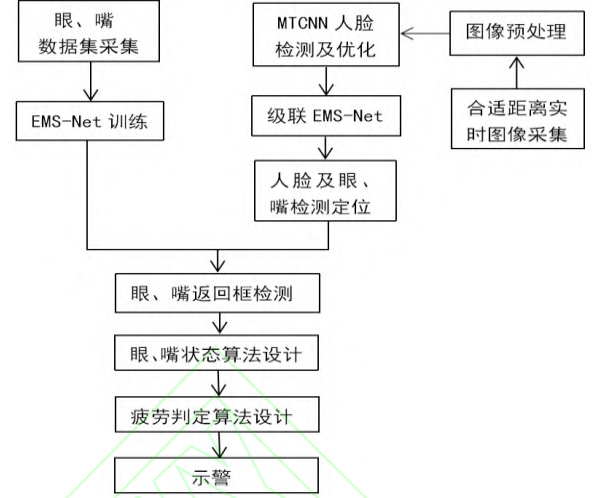 眼、嘴
数据集采集
EMS-Net 训练
MTCNN 人脸
检测及优化
图像预处理
合适距离实
时图像采集
级联 EMS-Net
人脸及眼、
嘴检测定位
眼、嘴返回框检测
眼、嘴状态算法设计
疲劳判定算法设计
示警